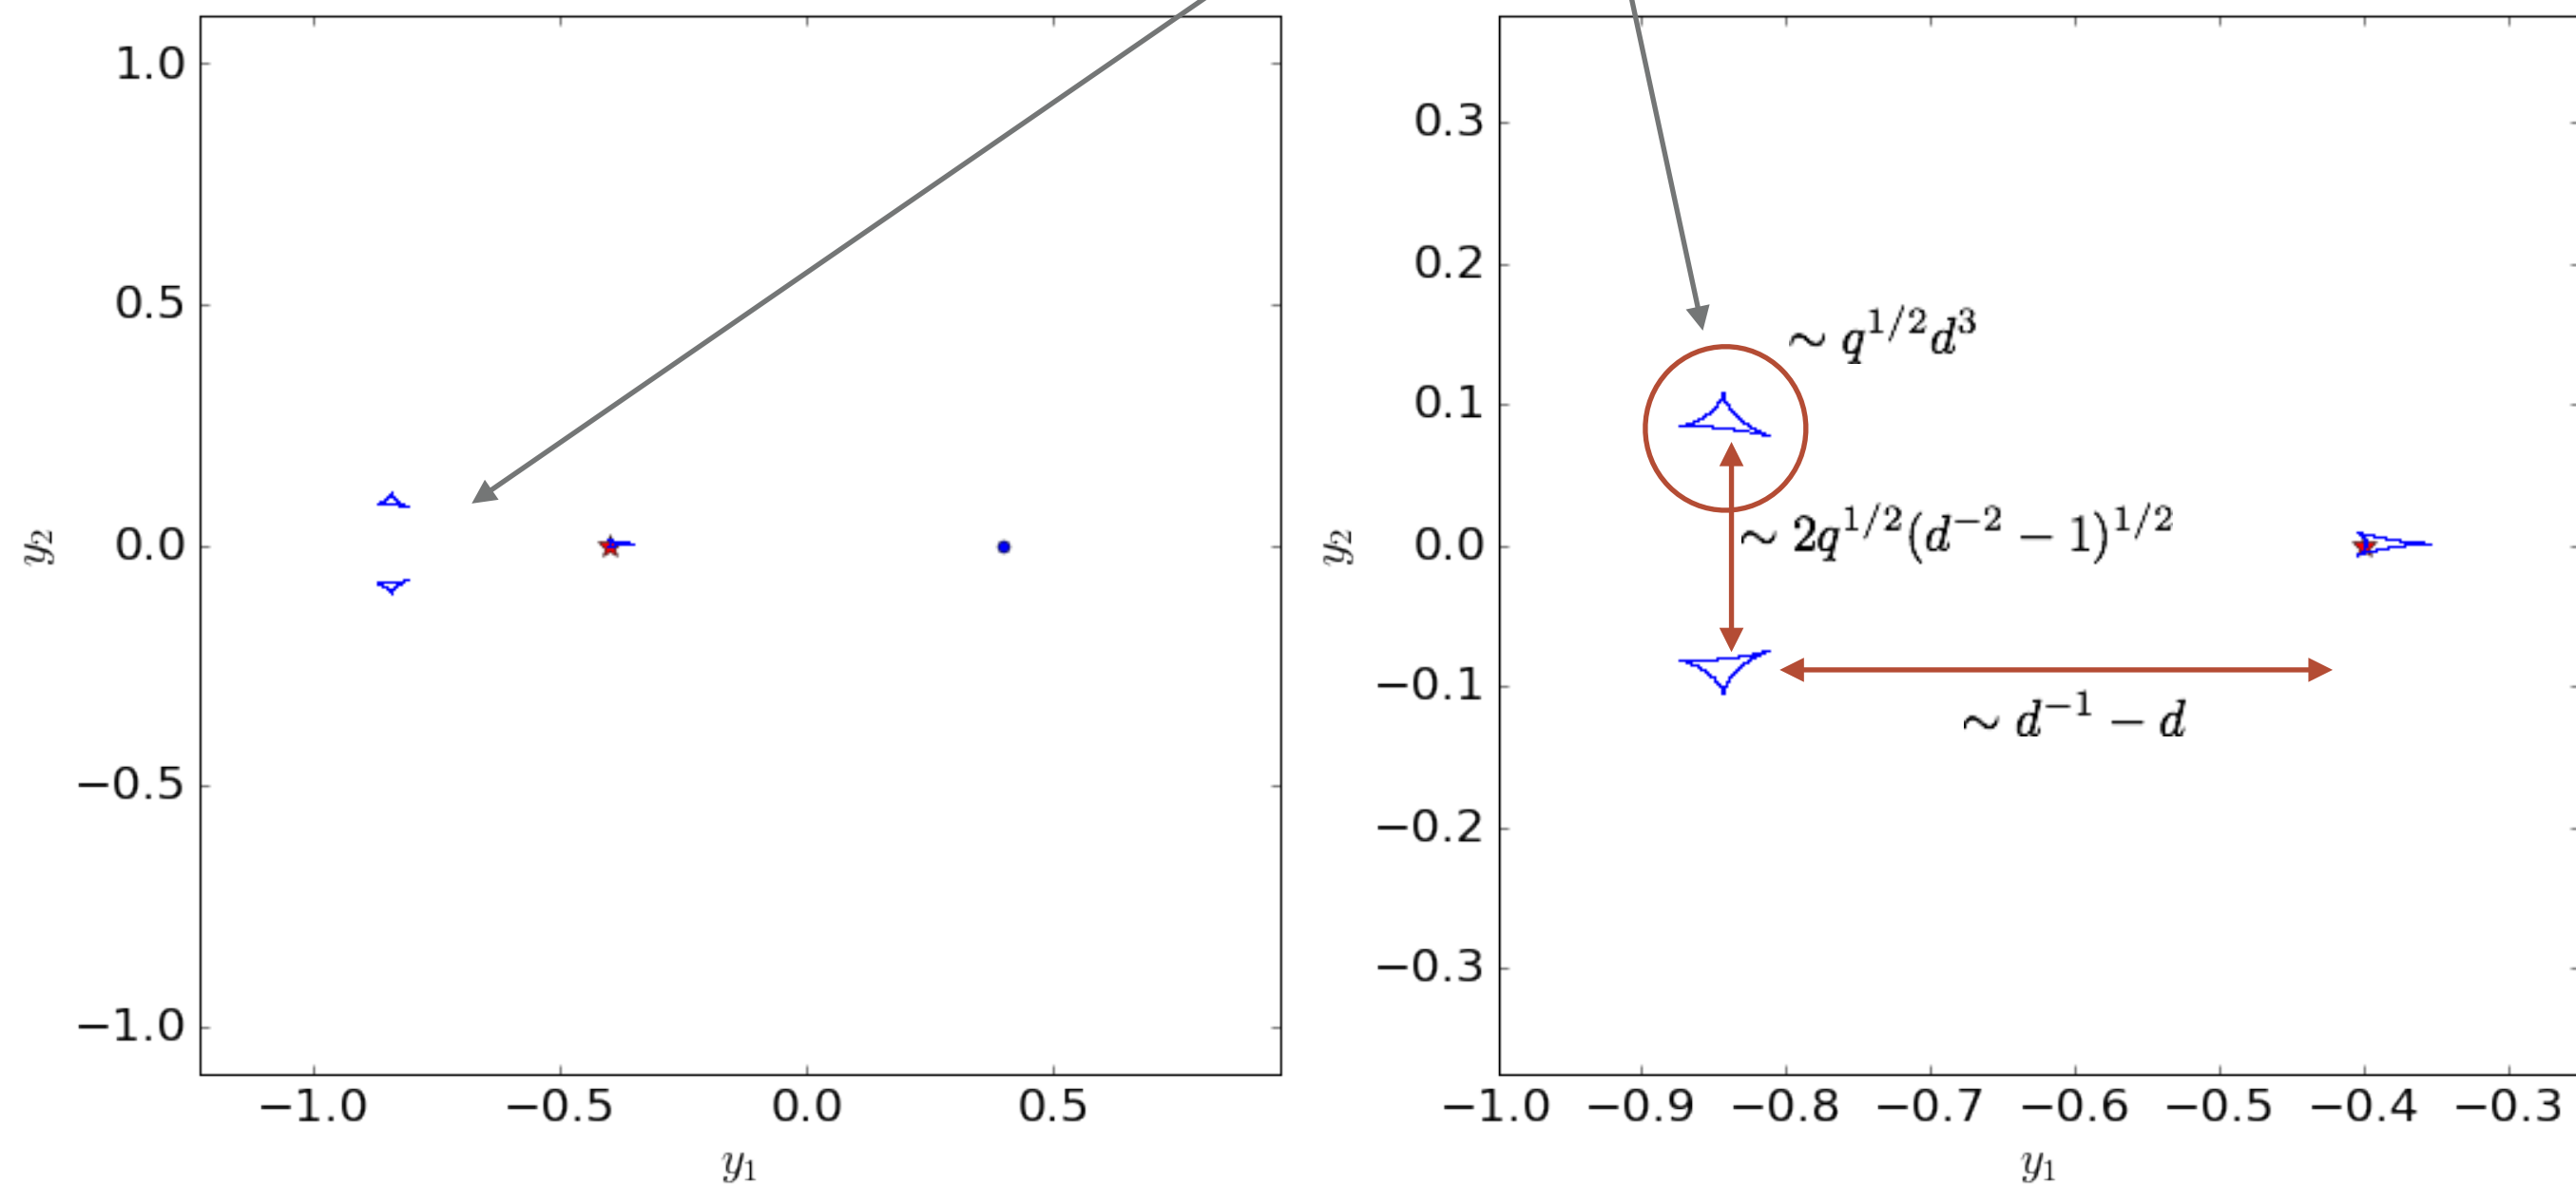 1.0
0.5
0.0
−0.5
−1.0
y₂
−1.0 −0.5 0.0 0.5
y₁
0.3
0.2
0.1
0.0
−0.1
−0.2
−0.3
y₂
∼ q^{1/2}d^3
∼ 2q^{1/2}(d^{−2} − 1)^{1/2}
∼ d^{−1} − d
−1.0 −0.9 −0.8 −0.7 −0.6 −0.5 −0.4 −0.3
y₁